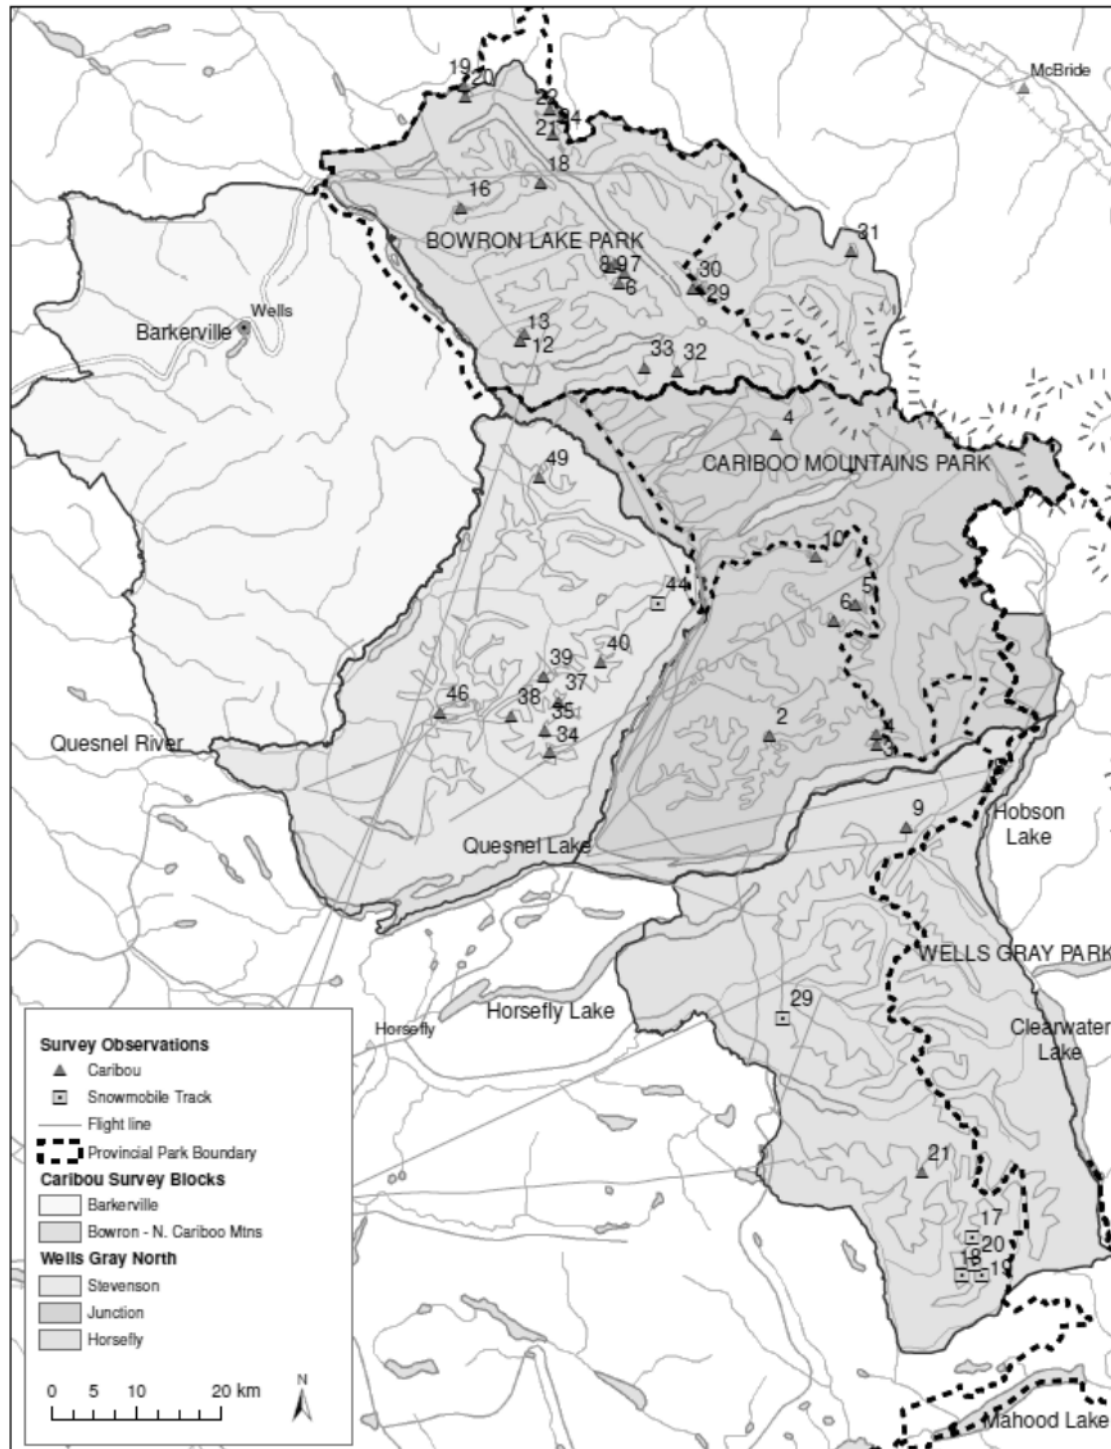 McBride
19
20
22
24
21
18
16
31
BOWRON LAKE PARK
8 9 7
6
30
29
Wells
Barkerville
13
12
33
32
4
CARIBOO MOUNTAINS PARK
49
10
44
5
6
40
39
37
38
46
35
34
2
4
3
Quesnel River
9
Hobson
Lake
Quesnel Lake
WELLS GRAY PARK
29
Horsefly Lake
Clearwater
Lake
Horsefly
21
17
20
18
19
Mahood Lake
Survey Observations
Caribou
Snowmobile Track
Flight line
Provincial Park Boundary
Caribou Survey Blocks
Barkerville
Bowron - N. Cariboo Mtns
Wells Gray North
Stevenson
Junction
Horsefly
0 5 10 20 km
N